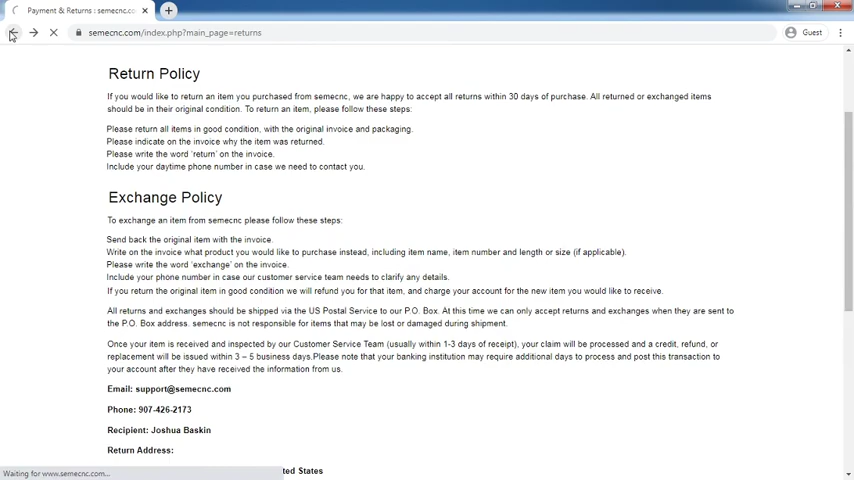 Payment & Returns : semecnc.com
semecnc.com/index.php?main_page=returns
Guest
Return Policy
If you would like to return an item you purchased from semecnc, we are happy to accept all returns within 30 days of purchase. All returned or exchanged items
should be in their original condition. To return an item, please follow these steps:
Please return all items in good condition, with the original invoice and packaging.
Please indicate on the invoice why the item was returned.
Please write the word ‘return’ on the invoice.
Include your daytime phone number in case we need to contact you.
Exchange Policy
To exchange an item from semecnc please follow these steps:
Send back the original item with the invoice.
Write on the invoice what product you would like to purchase instead, including item name, item number and length or size (if applicable).
Please write the word ‘exchange’ on the invoice.
Include your phone number in case our customer service team needs to clarify any details.
If you return the original item in good condition we will refund you for that item, and charge your account for the new item you would like to receive.
All returns and exchanges should be shipped via the US Postal Service to our P.O. Box. At this time we can only accept returns and exchanges when they are sent to
the P.O. Box address. semecnc is not responsible for items that may be lost or damaged during shipment.
Once your item is received and inspected by our Customer Service Team (usually within 1-3 days of receipt), your claim will be processed and a credit, refund, or
replacement will be issued within 3 – 5 business days.Please note that your banking institution may require additional days to process and post this transaction to
your account after they have received the information from us.
Email: support@semecnc.com
Phone: 907-426-2173
Recipient: Joshua Baskin
Return Address:
ted States
Waiting for www.semecnc.com...